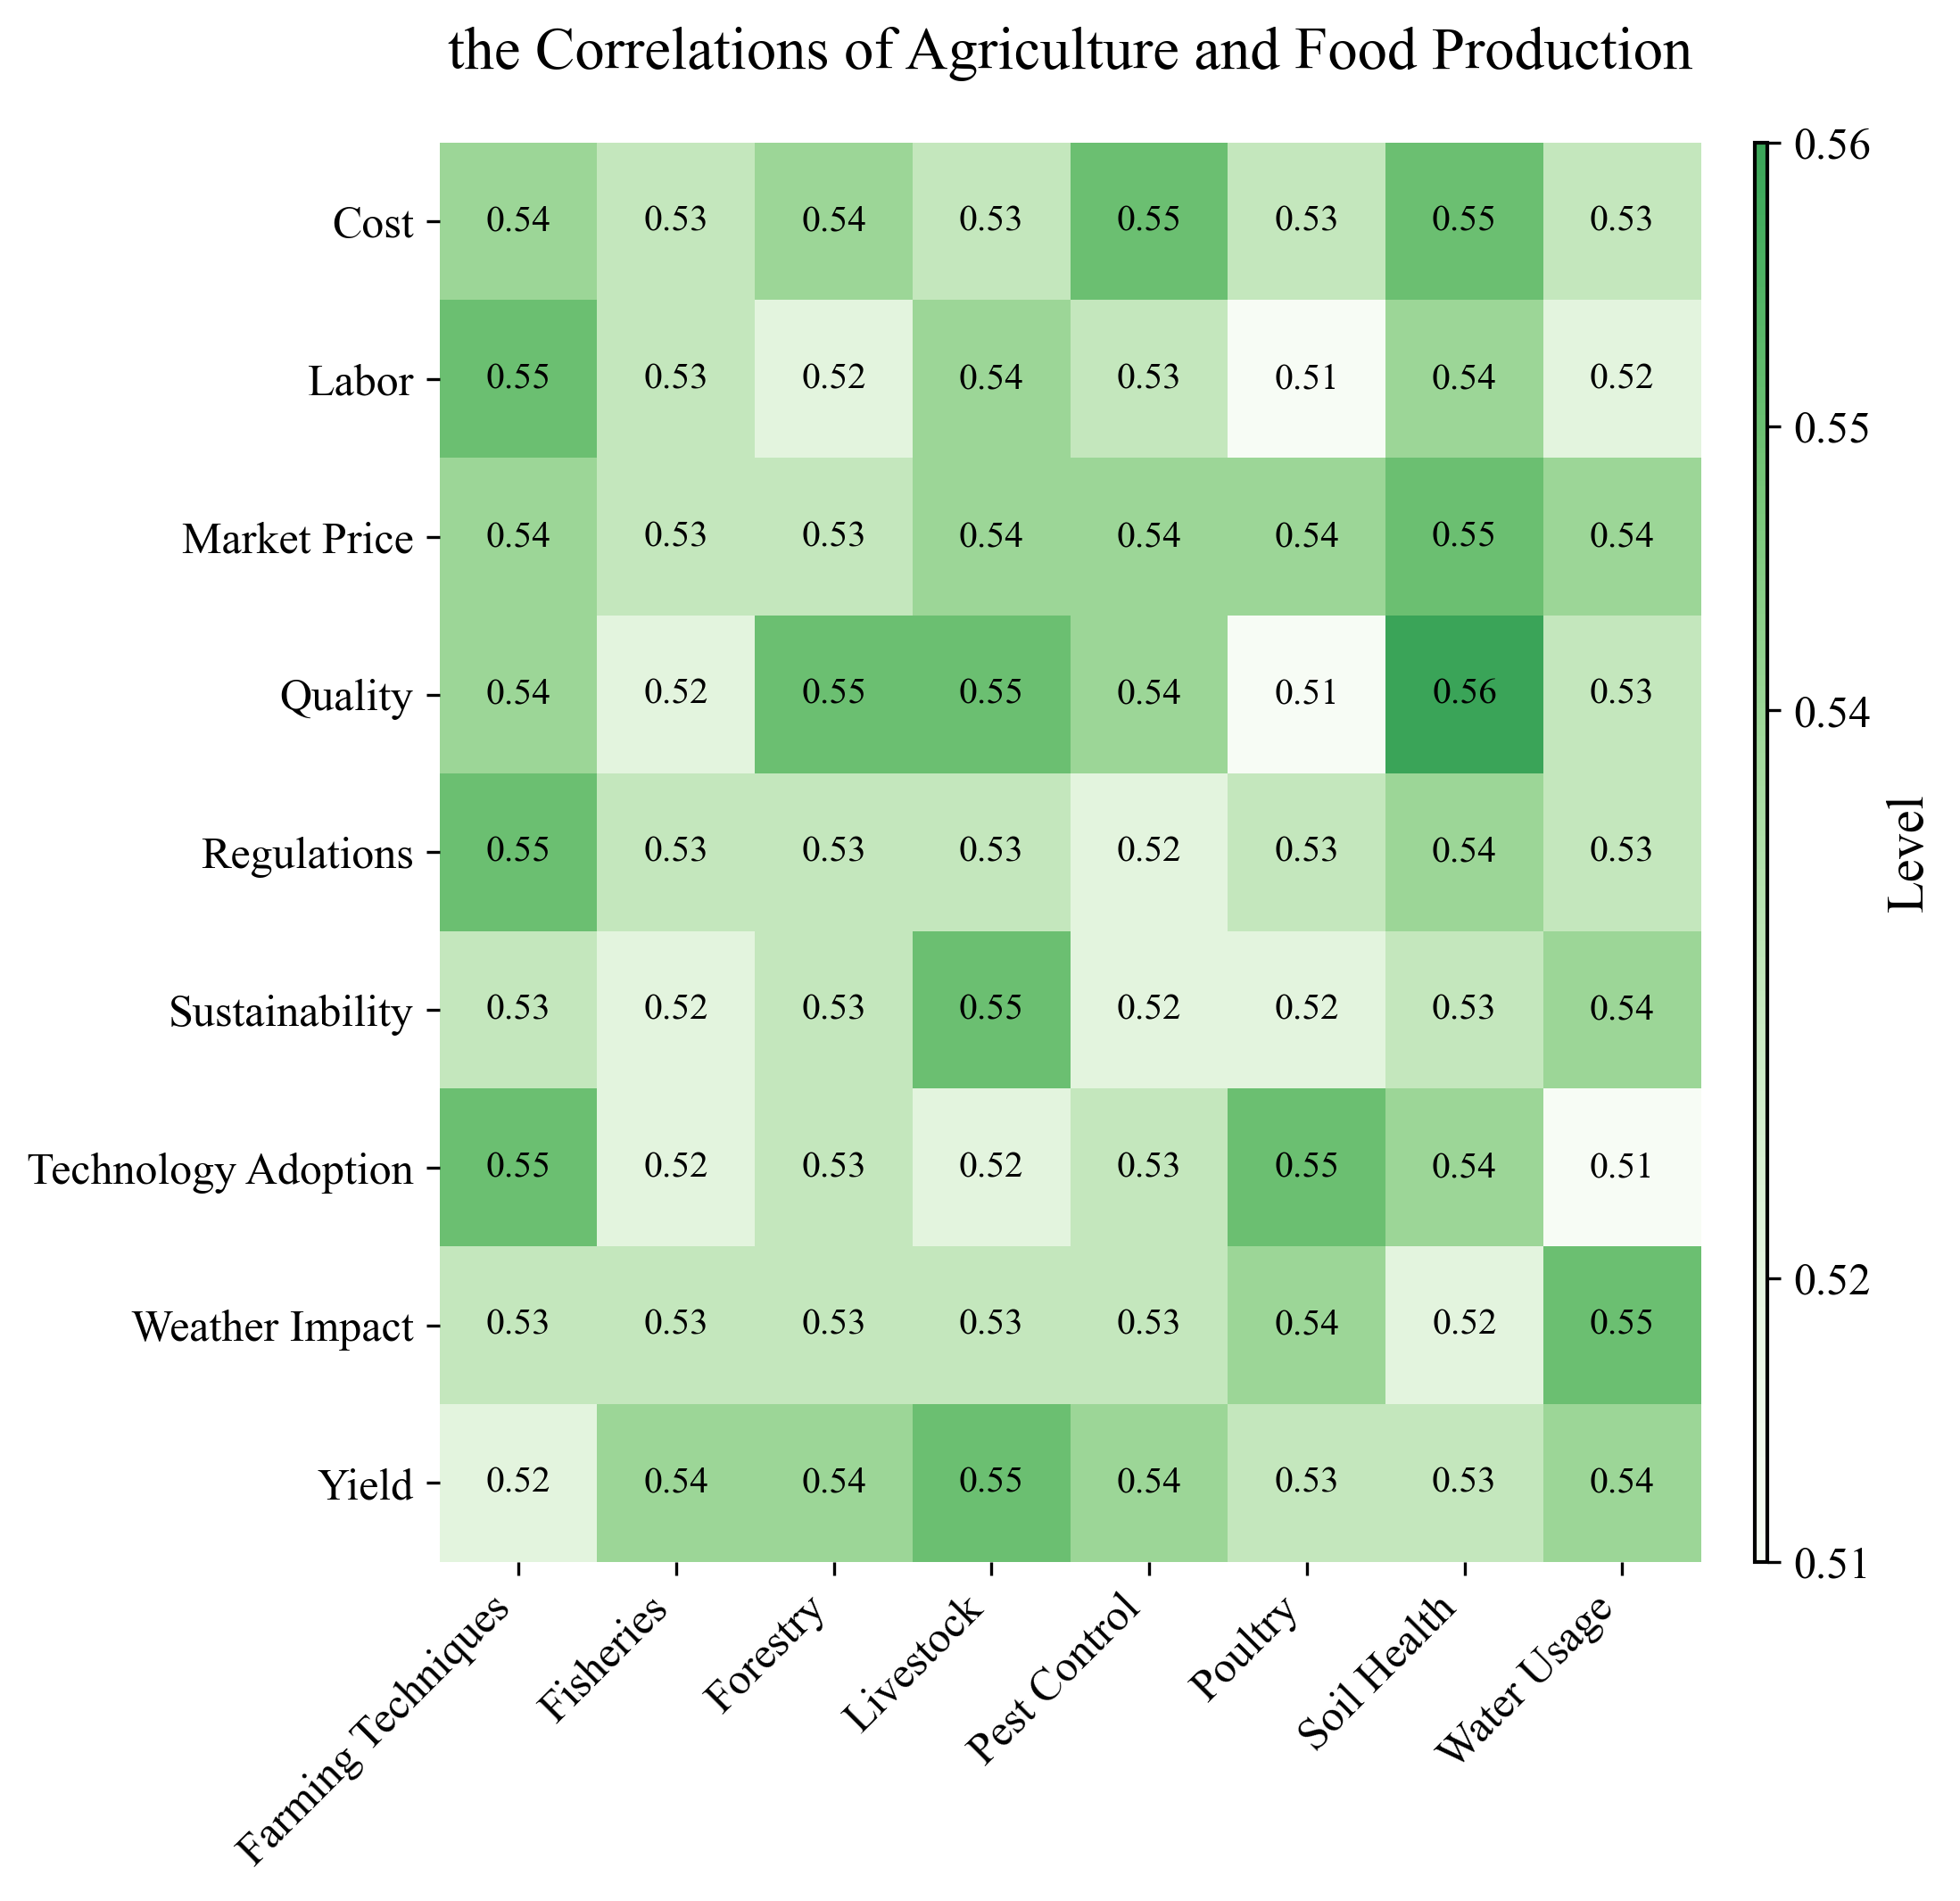 the Correlations of Agriculture and Food Production
Cost 0.54 0.53 0.54 0.53 0.55 0.53 0.55 0.53
Labor 0.55 0.53 0.52 0.54 0.53 0.51 0.54 0.52
Market Price 0.54 0.53 0.53 0.54 0.54 0.54 0.55 0.54
Quality 0.54 0.52 0.55 0.55 0.54 0.51 0.56 0.53
Regulations 0.55 0.53 0.53 0.53 0.52 0.53 0.54 0.53
Sustainability 0.53 0.52 0.53 0.55 0.52 0.52 0.53 0.54
Technology Adoption 0.55 0.52 0.53 0.52 0.53 0.55 0.54 0.51
Weather Impact 0.53 0.53 0.53 0.53 0.53 0.54 0.52 0.55
Yield 0.52 0.54 0.54 0.55 0.54 0.53 0.53 0.54
Farming Techniques
Fisheries
Forestry
Livestock
Pest Control
Poultry
Soil Health
Water Usage
0.56
0.55
0.54
0.52
0.51
Level